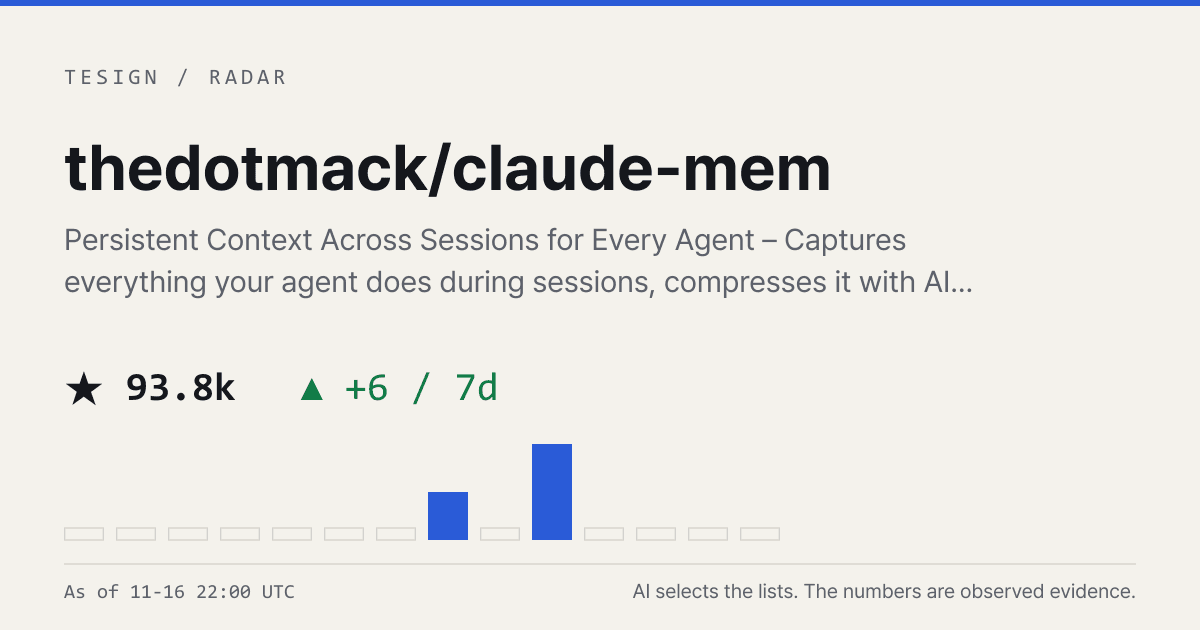 TESIGN / RADAR
thedotmack/claude-mem
Persistent Context Across Sessions for Every Agent – Captures
everything your agent does during sessions, compresses it with AI…
★ 93.8k ▲ +6 / 7d
As of 11-16 22:00 UTC
AI selects the lists. The numbers are observed evidence.